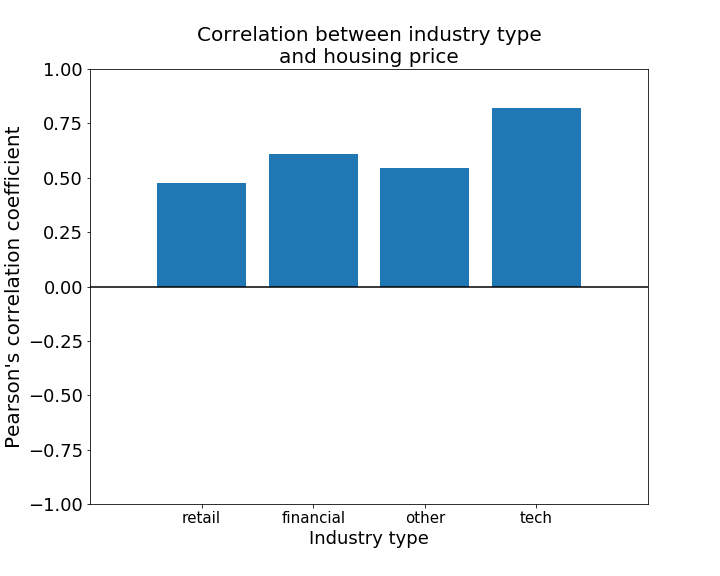 Correlation between industry type
and housing price
1.00
0.75
0.50
0.25
0.00
−0.25
−0.50
−0.75
−1.00
Pearson's correlation coefficient
retail financial other tech
Industry type